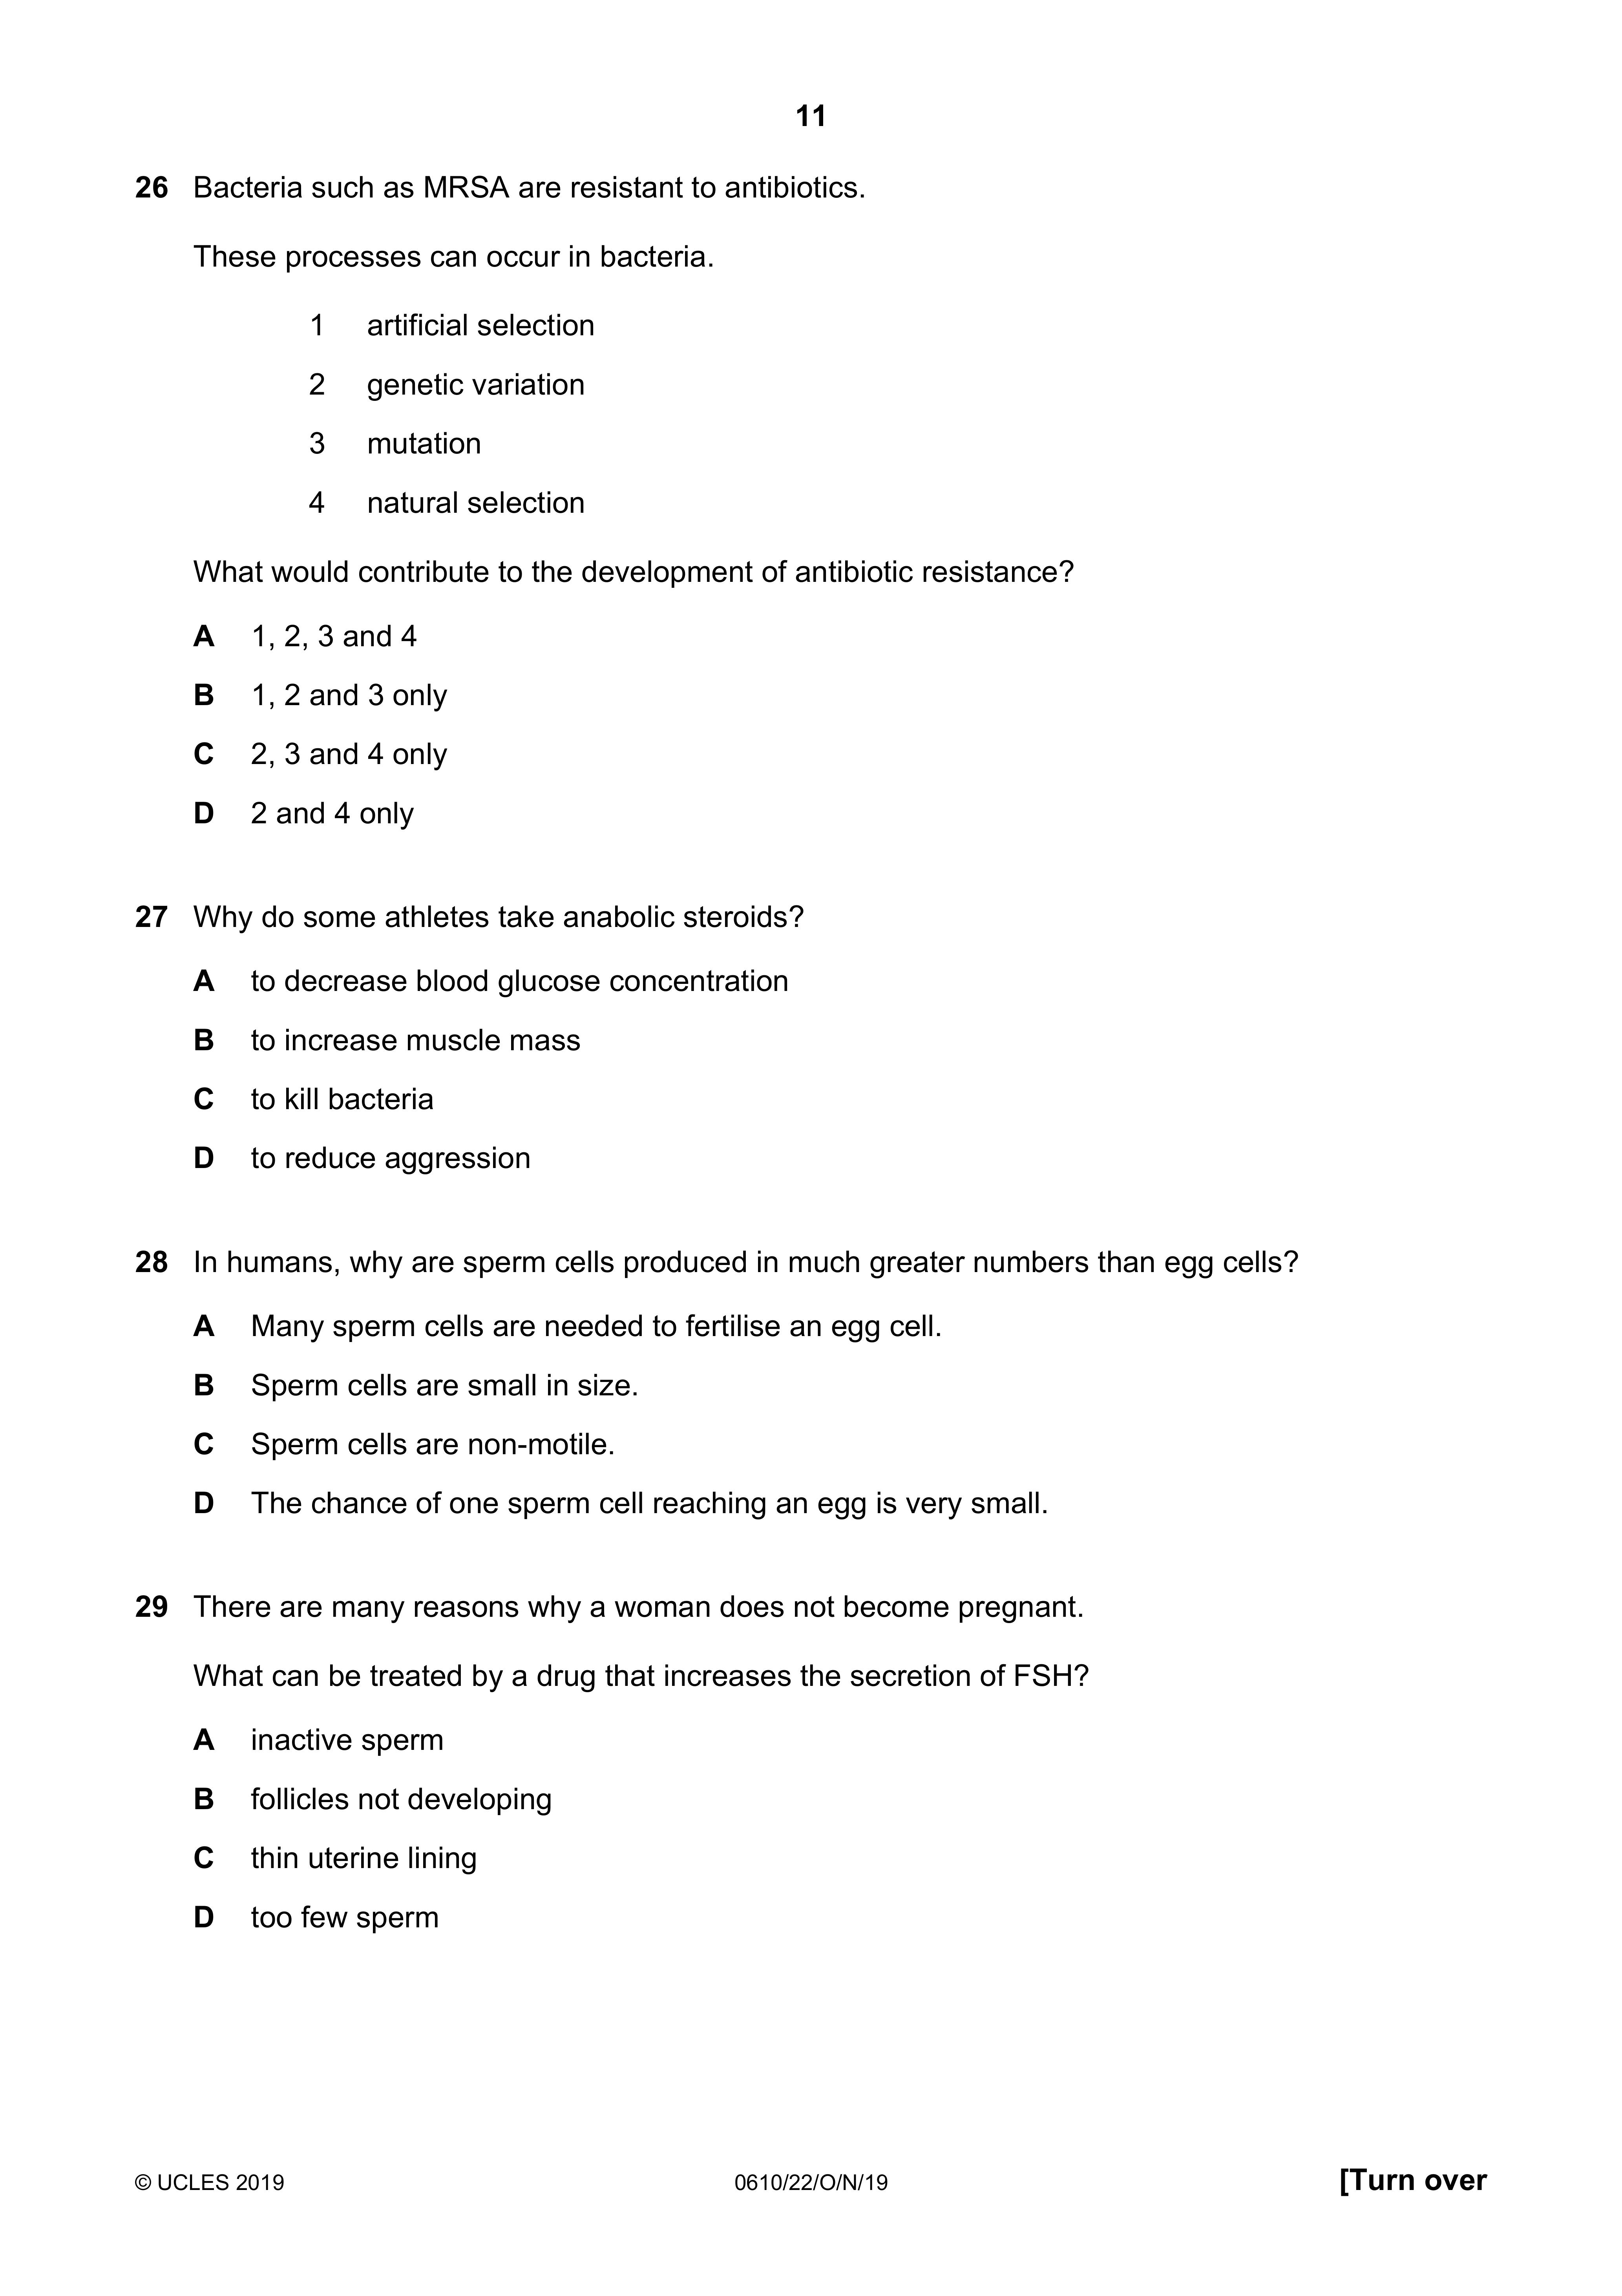 11
26 Bacteria such as MRSA are resistant to antibiotics.
These processes can occur in bacteria.
1 artificial selection
2 genetic variation
3 mutation
4 natural selection
What would contribute to the development of antibiotic resistance?
A 1, 2, 3 and 4
B 1, 2 and 3 only
C 2, 3 and 4 only
D 2 and 4 only
27 Why do some athletes take anabolic steroids?
A to decrease blood glucose concentration
B to increase muscle mass
C to kill bacteria
D to reduce aggression
28 In humans, why are sperm cells produced in much greater numbers than egg cells?
A Many sperm cells are needed to fertilise an egg cell.
B Sperm cells are small in size.
C Sperm cells are non-motile.
D The chance of one sperm cell reaching an egg is very small.
29 There are many reasons why a woman does not become pregnant.
What can be treated by a drug that increases the secretion of FSH?
A inactive sperm
B follicles not developing
C thin uterine lining
D too few sperm
© UCLES 2019 0610/22/O/N/19 [Turn over